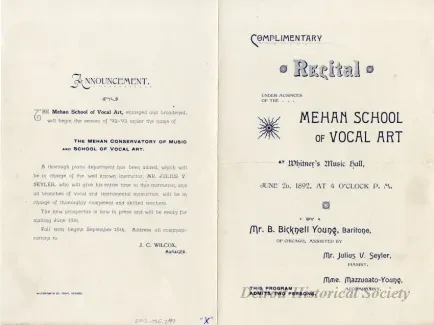 ANNOUNCEMENT.
THE Mehan School of Vocal Art, enlarged and broadened,
will begin the season of '92-'93 under the name of
THE MEHAN CONSERVATORY OF MUSIC
AND SCHOOL OF VOCAL ART.
A thorough piano department has been added, which will
be in charge of the well known instructor, MR. JULIUS V.
SEYLER, who will give his entire time to this institution, and
all branches of vocal and instrumental instruction, will be
in charge of thoroughly competent and skilled teachers.
The new prospectus is now in press and will be ready for
mailing June 15th.
Fall term begins September 15th. Address all communi-
cations to
J. C. WILCOX,
MANAGER.
"X"
COMPLIMENTARY
Recital
UNDER AUSPICES
OF THE . . .
MEHAN SCHOOL
OF VOCAL ART
AT Whitney's Music Hall,
JUNE 20, 1892, AT 4 O'CLOCK P. M.
BY
Mr. B. Bicknell Young, Baritone,
OF CHICAGO, ASSISTED BY
Mr. Julius V. Seyler,
PIANIST.
Mme. Mazzucato-Young,
ACCOMPANIST.
THIS PROGRAM
ADMITS TWO PERSONS.
Detroit Historical Society